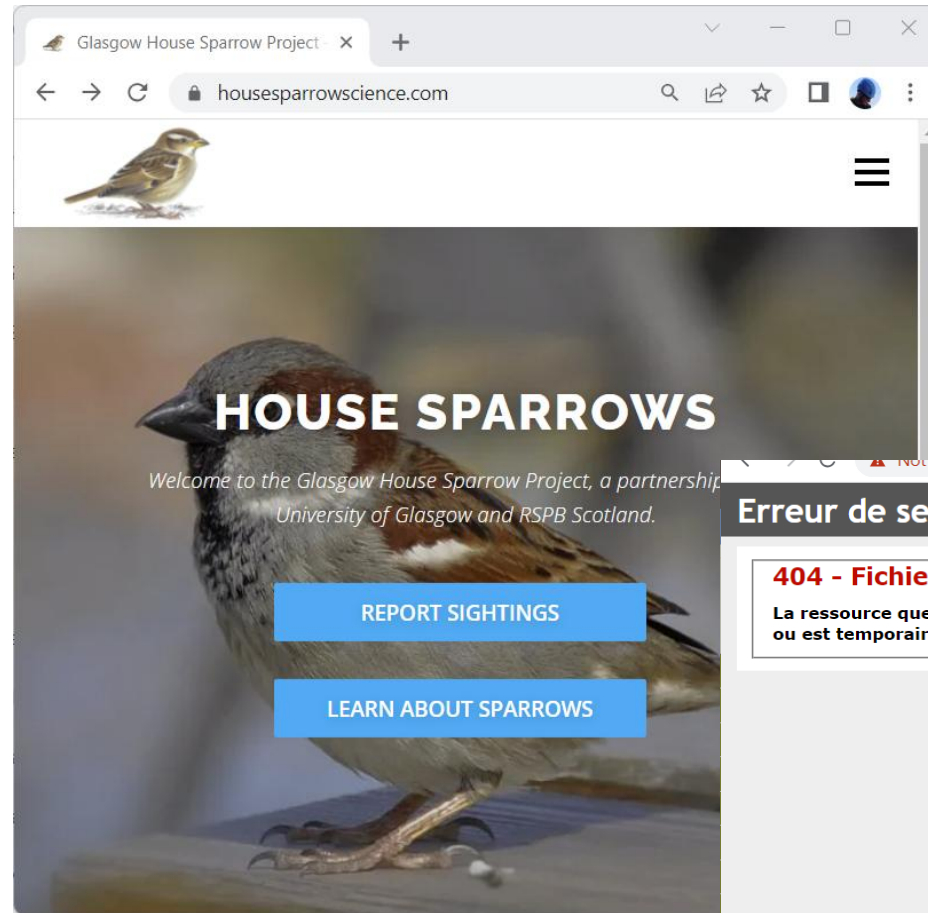 Glasgow House Sparrow Project
housesparrowscience.com
HOUSE SPARROWS
Welcome to the Glasgow House Sparrow Project, a partnership
University of Glasgow and RSPB Scotland.
REPORT SIGHTINGS
LEARN ABOUT SPARROWS
Not
Erreur de se
404 - Fichie
La ressource que
ou est temporair